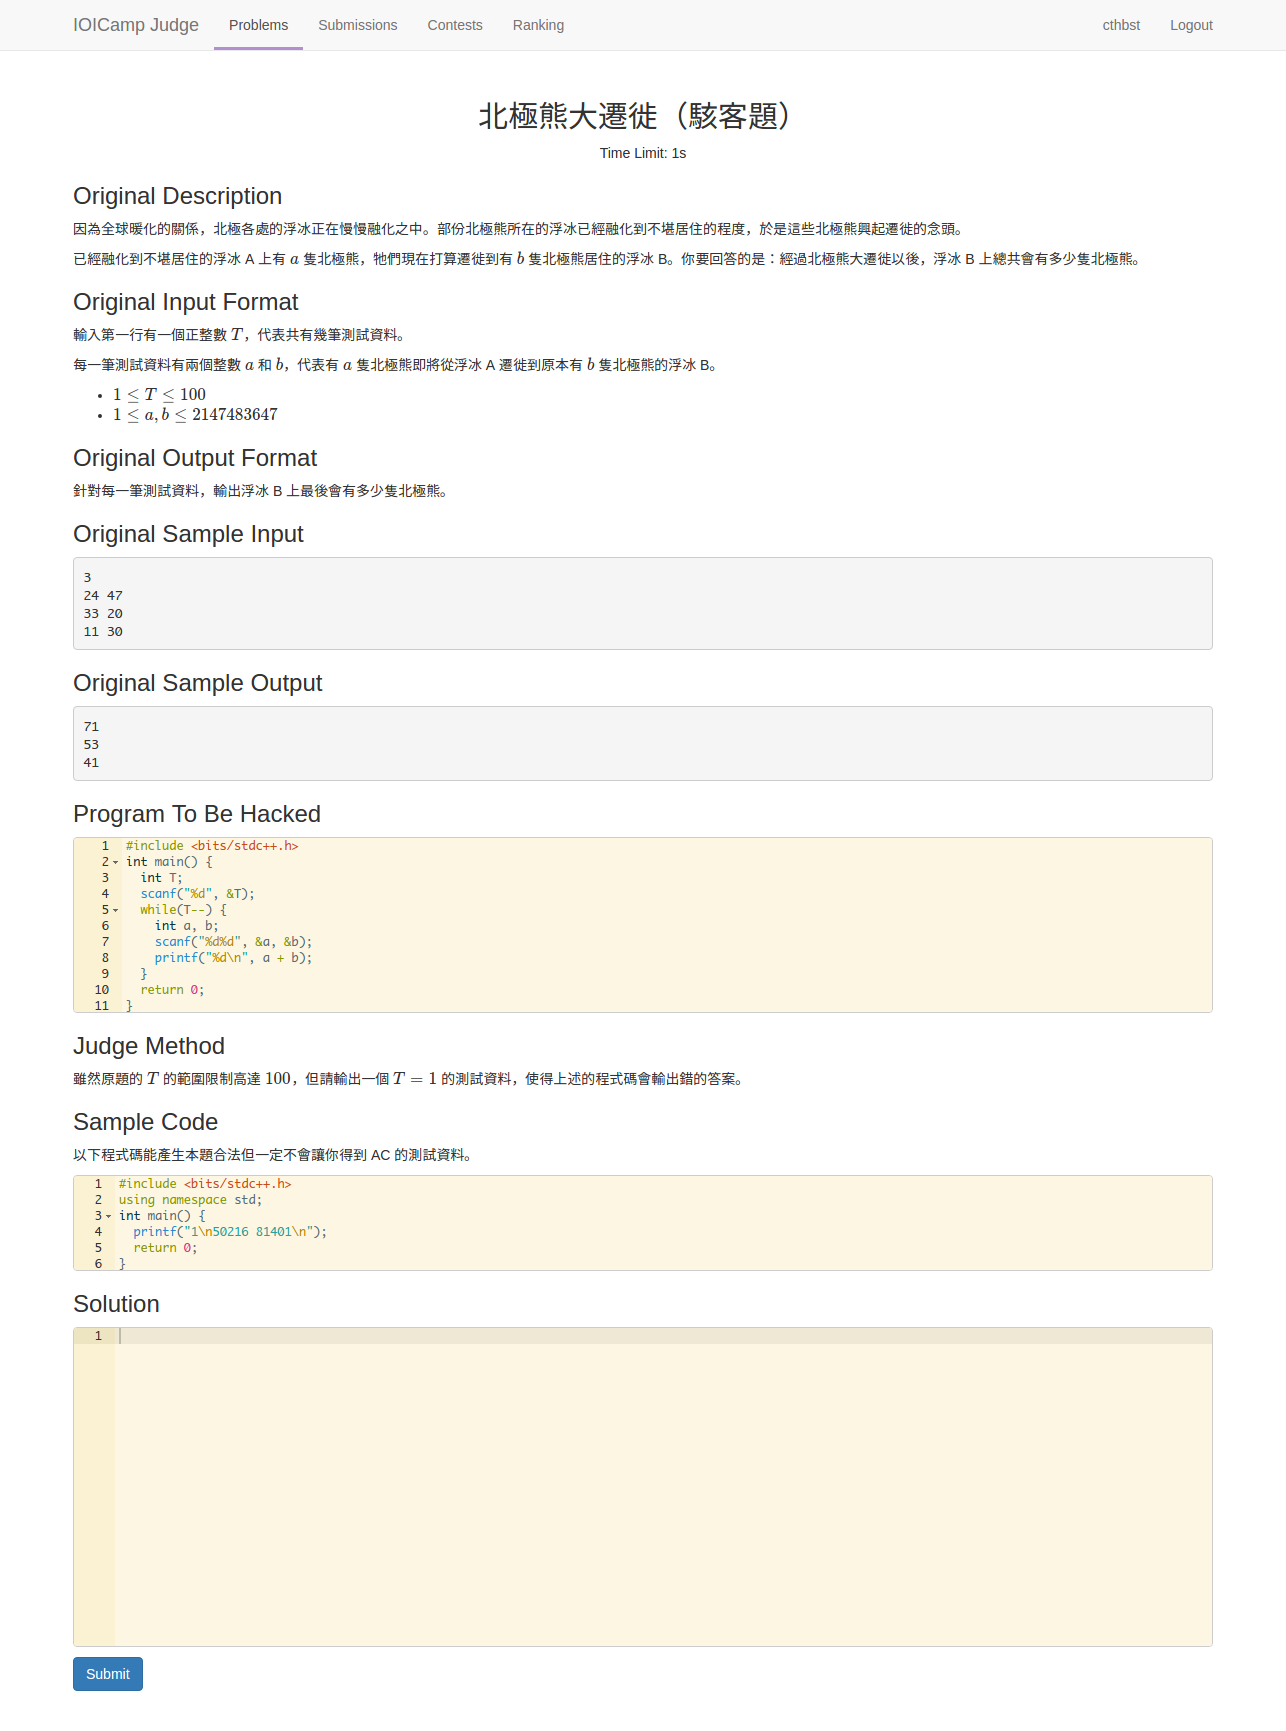 IOICamp Judge Problems Submissions Contests Ranking cthbst Logout
北極熊大遷徙（駭客題）
Time Limit: 1s
Original Description
因為全球暖化的關係，北極各處的浮冰正在慢慢融化之中。部份北極熊所在的浮冰已經融化到不堪居住的程度，於是這些北極熊興起遷徙的念頭。
已經融化到不堪居住的浮冰 A 上有 a 隻北極熊，牠們現在打算遷徙到有 b 隻北極熊居住的浮冰 B。你要回答的是：經過北極熊大遷徙以後，浮冰 B 上總共會有多少隻北極熊。
Original Input Format
輸入第一行有一個正整數 T，代表共有幾筆測試資料。
每一筆測試資料有兩個整數 a 和 b，代表有 a 隻北極熊即將從浮冰 A 遷徙到原本有 b 隻北極熊的浮冰 B。
• 1 ≤ T ≤ 100
• 1 ≤ a, b ≤ 2147483647
Original Output Format
針對每一筆測試資料，輸出浮冰 B 上最後會有多少隻北極熊。
Original Sample Input
3
24 47
33 20
11 30
Original Sample Output
71
53
41
Program To Be Hacked
1 #include <bits/stdc++.h>
2 int main() {
3   int T;
4   scanf("%d", &T);
5   while(T--) {
6     int a, b;
7     scanf("%d%d", &a, &b);
8     printf("%d\n", a + b);
9   }
10   return 0;
11 }
Judge Method
雖然原題的 T 的範圍限制高達 100，但請輸出一個 T = 1 的測試資料，使得上述的程式碼會輸出錯的答案。
Sample Code
以下程式碼能產生本題合法但一定不會讓你得到 AC 的測試資料。
1 #include <bits/stdc++.h>
2 using namespace std;
3 int main() {
4   printf("1\n50216 81401\n");
5   return 0;
6 }
Solution
1
Submit